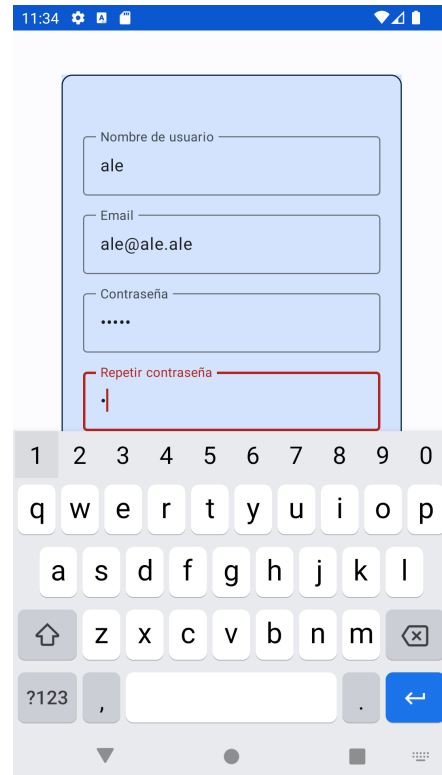 11:34
Nombre de usuario
ale
Email
ale@ale.ale
Contraseña
•••••
Repetir contraseña
•
1 2 3 4 5 6 7 8 9 0
q w e r t y u i o p
a s d f g h j k l
z x c v b n m
?123 , .